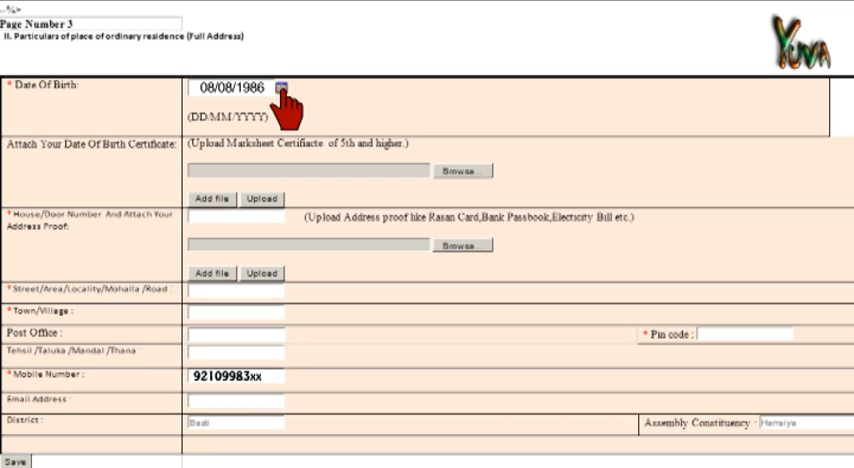 ..%>
Page Number 3
II. Particulars of place of ordinary residence (Full Address)
YUVA
* Date Of Birth:
08/08/1986
(DD/MM/YYYY)
Attach Your Date Of Birth Certificate:
(Upload Marksheet Certifiacte of 5th and higher.)
Browse...
Add file Upload
* House/Door Number And Attach Your
Address Proof:
(Upload Address proof like Rasan Card,Bank Passbook,Electicity Bill etc.)
Browse...
Add file Upload
* Street/Area/Locality/Mohalla /Road :
* Town/Village :
Post Office :
* Pin code :
Tehsil /Taluka /Mandal /Thana :
* Mobile Number :
92109983xx
Email Address :
District :
Basti
Assembly Constituency :
Harraiya
Save